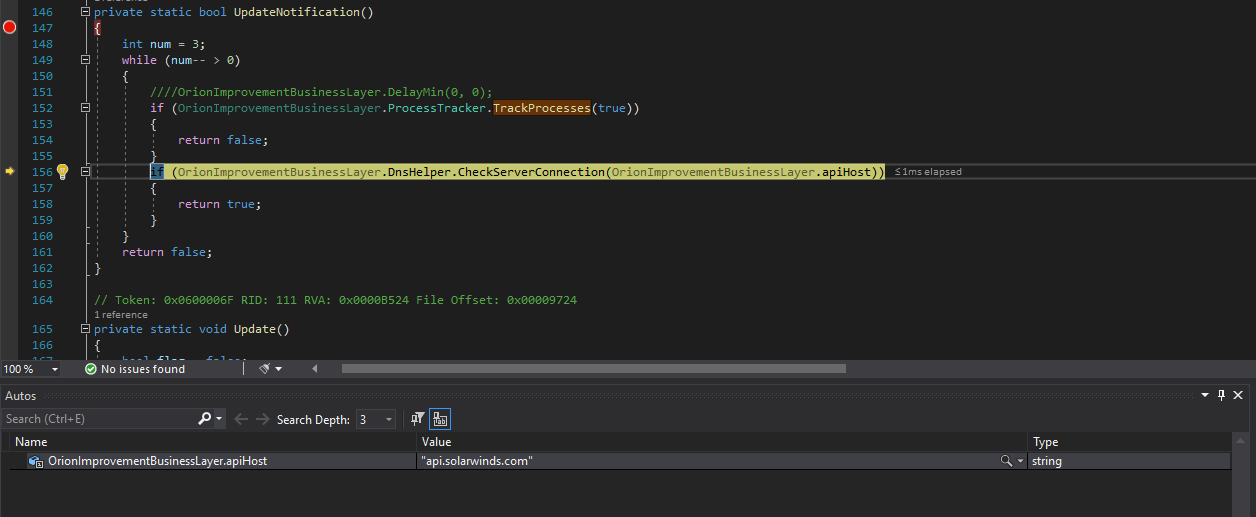 146 private static bool UpdateNotification()
147 {
148 int num = 3;
149 while (num-- > 0)
150 {
151 ////OrionImprovementBusinessLayer.DelayMin(0, 0);
152 if (OrionImprovementBusinessLayer.ProcessTracker.TrackProcesses(true))
153 {
154 return false;
155 }
156 if (OrionImprovementBusinessLayer.DnsHelper.CheckServerConnection(OrionImprovementBusinessLayer.apiHost)) ≤1ms elapsed
157 {
158 return true;
159 }
160 }
161 return false;
162 }
163
164 // Token: 0x0600006F RID: 111 RVA: 0x0000B524 File Offset: 0x00009724
1 reference
165 private static void Update()
166 {
100 % No issues found
Autos
Search (Ctrl+E) Search Depth: 3
Name Value Type
OrionImprovementBusinessLayer.apiHost "api.solarwinds.com" string